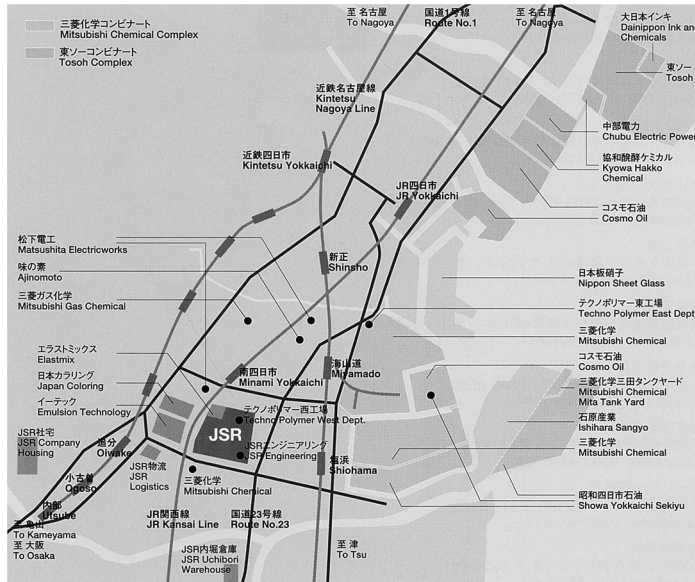 三菱化学コンビナート
Mitsubishi Chemical Complex
東ソーコンビナート
Tosoh Complex
至 名古屋
To Nagoya
国道1号線
Route No.1
至 名古屋
To Nagoya
大日本インキ
Dainippon Ink and
Chemicals
東ソー
Tosoh
近鉄名古屋線
Kintetsu
Nagoya Line
中部電力
Chubu Electric Power
近鉄四日市
Kintetsu Yokkaichi
協和醗酵ケミカル
Kyowa Hakko
Chemical
JR四日市
JR Yokkaichi
コスモ石油
Cosmo Oil
松下電工
Matsushita Electricworks
味の素
Ajinomoto
新正
Shinsho
日本板硝子
Nippon Sheet Glass
三菱ガス化学
Mitsubishi Gas Chemical
テクノポリマー東工場
Techno Polymer East Dept.
三菱化学
Mitsubishi Chemical
エラストミックス
Elastmix
コスモ石油
Cosmo Oil
南四日市
Minami Yokkaichi
海山道
Miyamado
日本カラリング
Japan Coloring
三菱化学三田タンクヤード
Mitsubishi Chemical
Mita Tank Yard
イーテック
Emulsion Technology
テクノポリマー西工場
Techno Polymer West Dept.
石原産業
Ishihara Sangyo
JSR
JSR社宅
JSR Company
Housing
追分
Oiwake
JSRエンジニアリング
JSR Engineering
三菱化学
Mitsubishi Chemical
JSR物流
JSR
Logistics
塩浜
Shiohama
小古曽
Ogoso
三菱化学
Mitsubishi Chemical
昭和四日市石油
Showa Yokkaichi Sekiyu
内部
Utsube
至 亀山
To Kameyama
至 大阪
To Osaka
JR関西線
JR Kansai Line
国道23号線
Route No.23
至 津
To Tsu
JSR内堀倉庫
JSR Uchibori
Warehouse